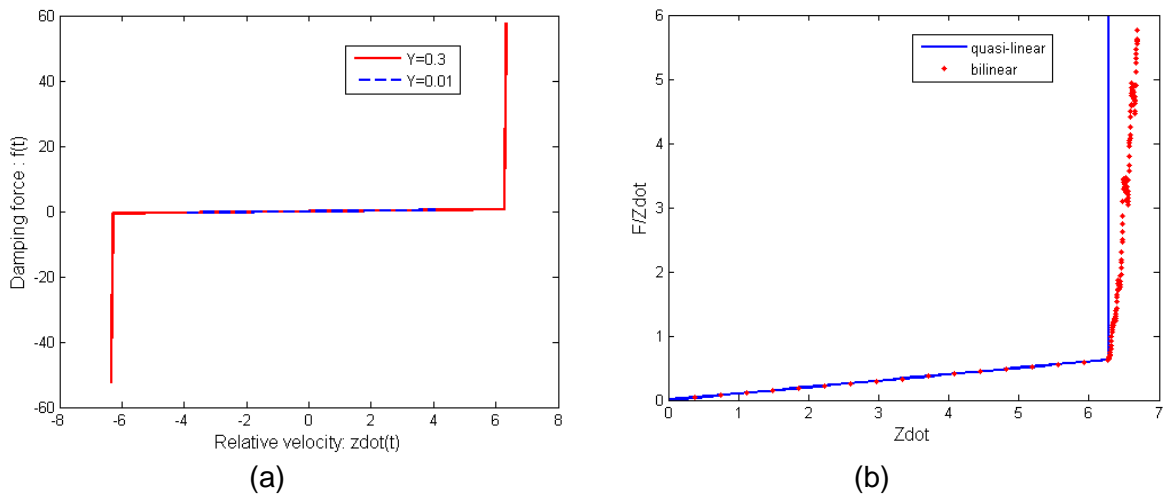 60
40
20
0
-20
-40
-60
-8 -6 -4 -2 0 2 4 6 8
Damping force : f(t)
Relative velocity: zdot(t)
Y=0.3
Y=0.01
(a)
6
5
4
3
2
1
0
0 1 2 3 4 5 6 7
F/Zdot
Zdot
quasi-linear
bilinear
(b)